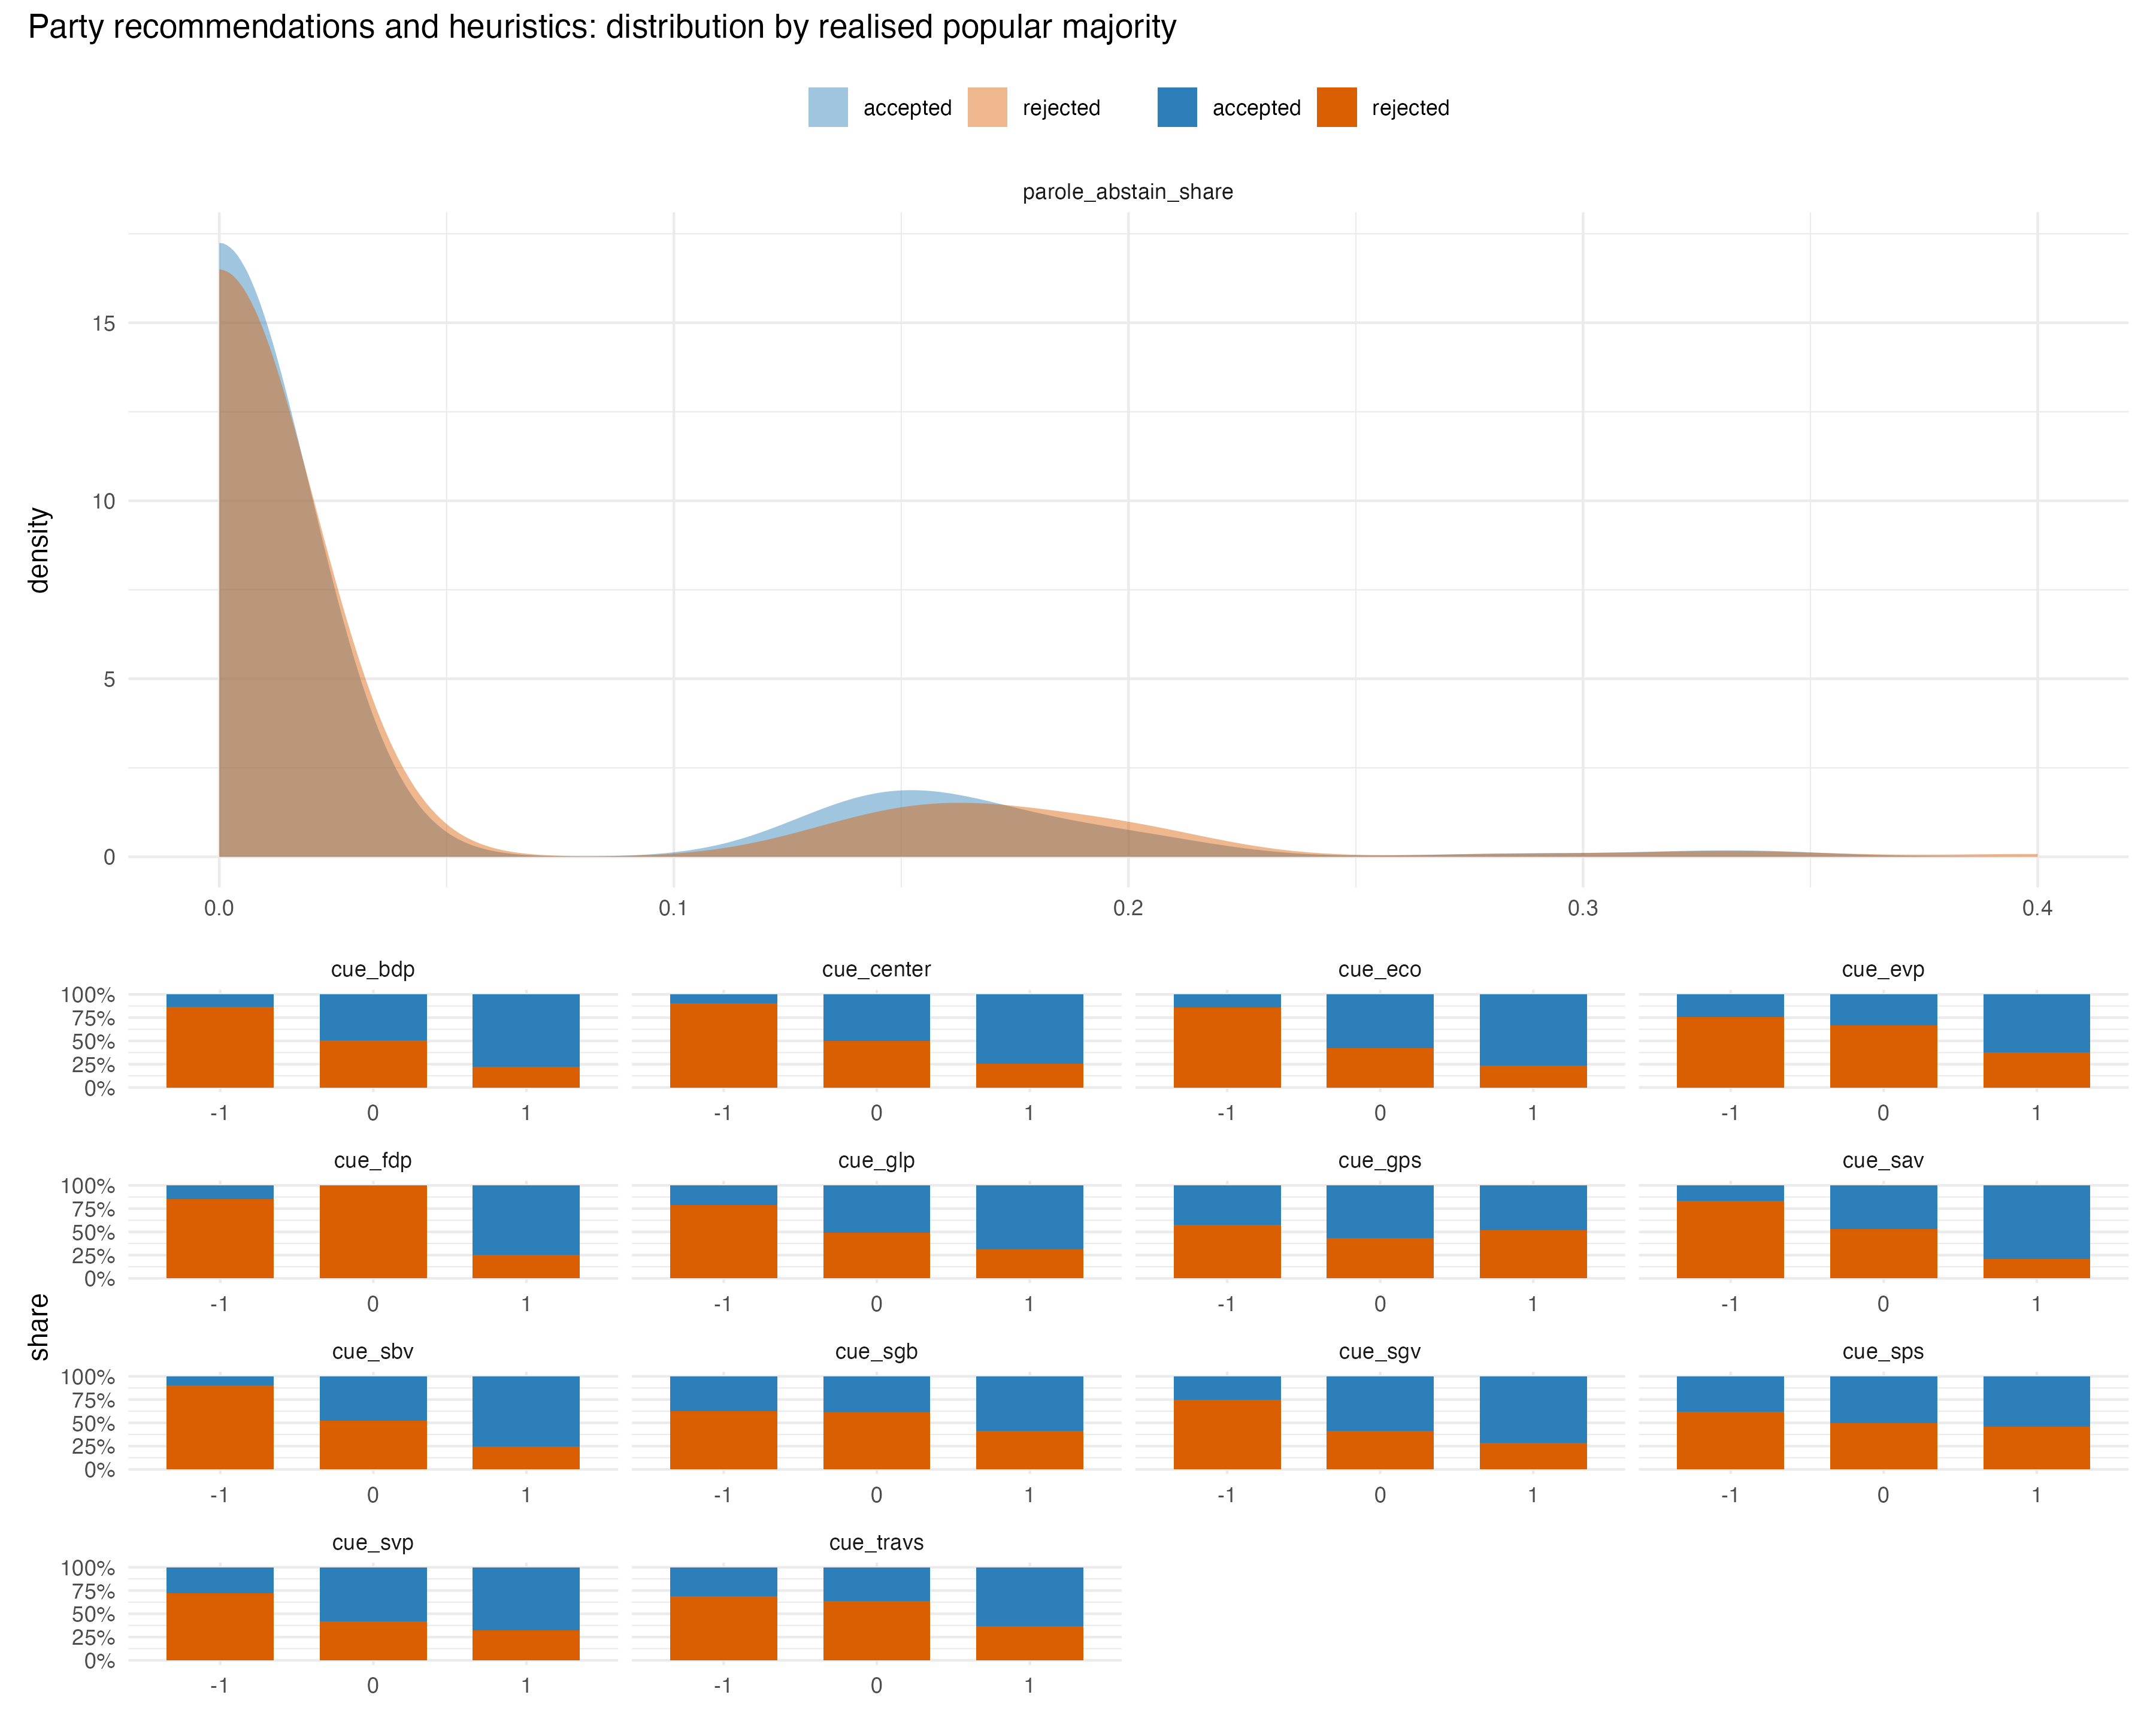 Party recommendations and heuristics: distribution by realised popular majority
accepted rejected accepted rejected
parole_abstain_share
density
15
10
5
0
0.0 0.1 0.2 0.3 0.4
cue_bdp cue_center cue_eco cue_evp
100%
75%
50%
25%
0%
-1 0 1 -1 0 1 -1 0 1 -1 0 1
cue_fdp cue_glp cue_gps cue_sav
100%
75%
50%
25%
0%
-1 0 1 -1 0 1 -1 0 1 -1 0 1
share
cue_sbv cue_sgb cue_sgv cue_sps
100%
75%
50%
25%
0%
-1 0 1 -1 0 1 -1 0 1 -1 0 1
cue_svp cue_travs
100%
75%
50%
25%
0%
-1 0 1 -1 0 1